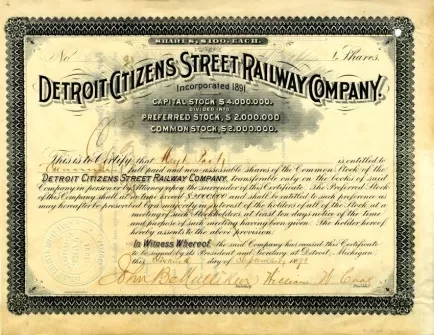 SHARES, $100. EACH.
No Shares.
DETROIT CITIZENS STREET RAILWAY COMPANY.
Incorporated 1891.
CAPITAL STOCK $4,000,000.
DIVIDED INTO
PREFERRED STOCK, $2,000,000
COMMON STOCK, $2,000,000.
This is to Certify that is entitled to
full paid and non-assessable shares of the Common Stock of the
DETROIT CITIZENS STREET RAILWAY COMPANY, transferable only on the books of said
Company in person or by Attorney upon the surrender of this Certificate. The Preferred Stock
of this Company shall at no time exceed $2,000,000 and shall be entitled to such preference as
may hereafter be prescribed by a majority in interest of the holders of all of the Stock at a
meeting of such Stockholders, at least ten days notice of the time
and purpose of such meeting having been given. The holder hereof
hereby assents to the above provision.
In Witness Whereof, the said Company has caused this Certificate
to be signed by its President and Secretary at Detroit, Michigan
this day of September 189
John B
William W